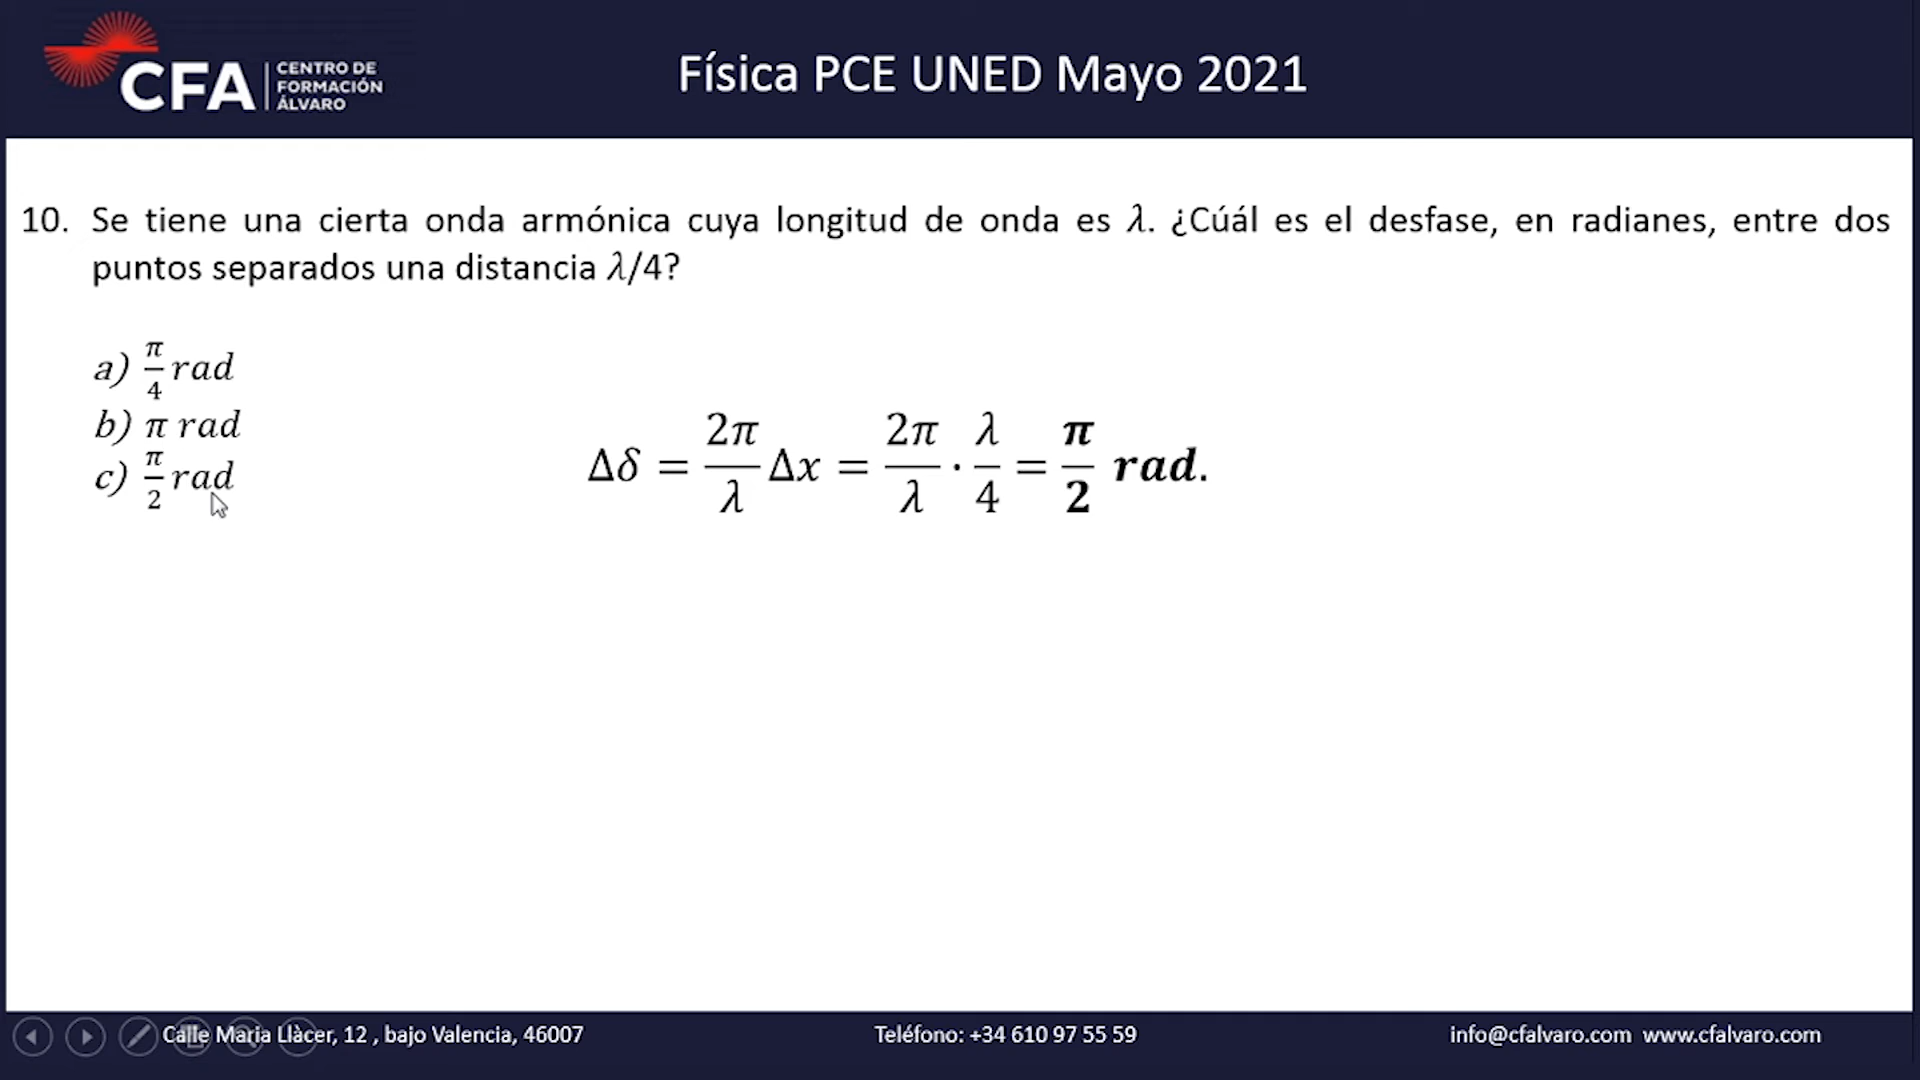 CFA
CENTRO DE
FORMACIÓN
ÁLVARO
Física PCE UNED Mayo 2021
10. Se tiene una cierta onda armónica cuya longitud de onda es λ. ¿Cúál es el desfase, en radianes, entre dos
puntos separados una distancia λ/4?
a) π/4 rad
b) π rad
c) π/2 rad
Δδ = 2π/λ Δx = 2π/λ · λ/4 = π/2 rad.
Calle Maria Llàcer, 12 , bajo Valencia, 46007
Teléfono: +34 610 97 55 59
info@cfalvaro.com www.cfalvaro.com